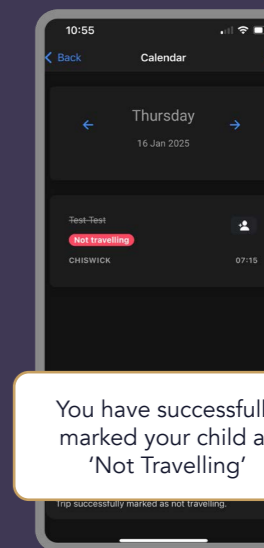 10:55
Back
Calendar
Thursday
16 Jan 2025
Test Test
Not travelling
CHISWICK
07:15
You have successfull
marked your child a
‘Not Travelling’
Trip successfully marked as not travelling.